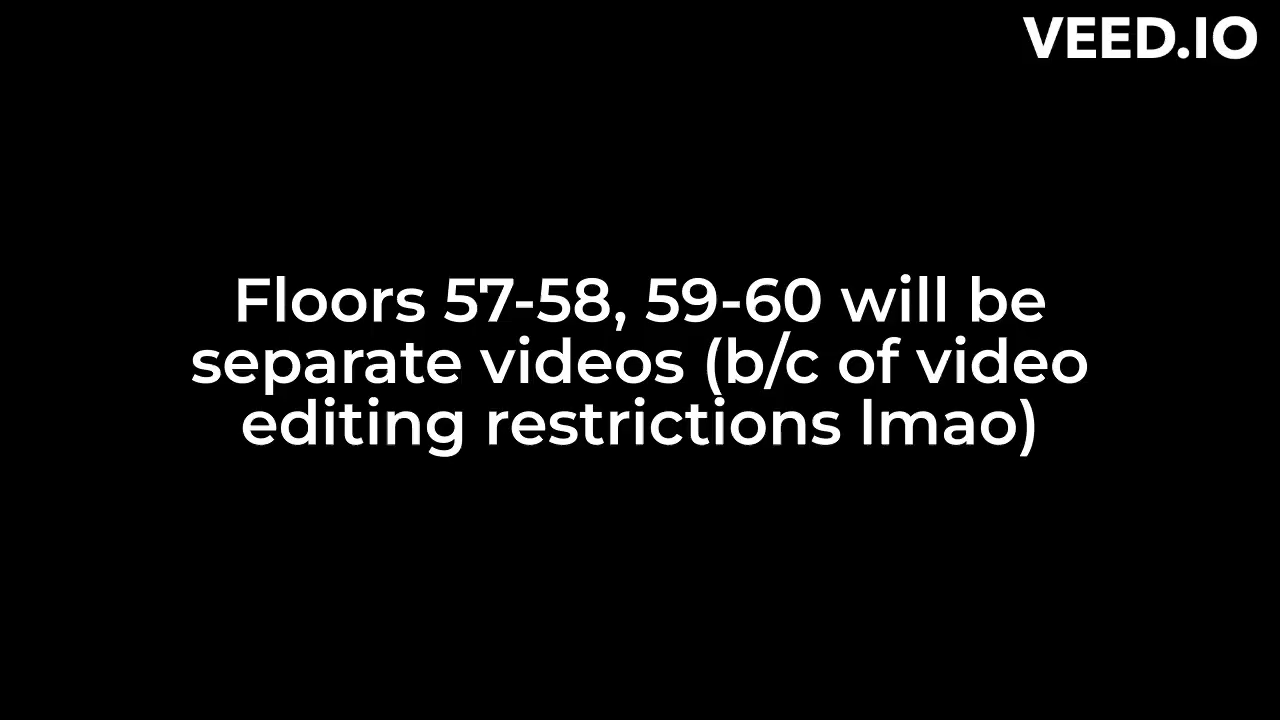 VEED.IO
Floors 57-58, 59-60 will be
separate videos (b/c of video
editing restrictions lmao)